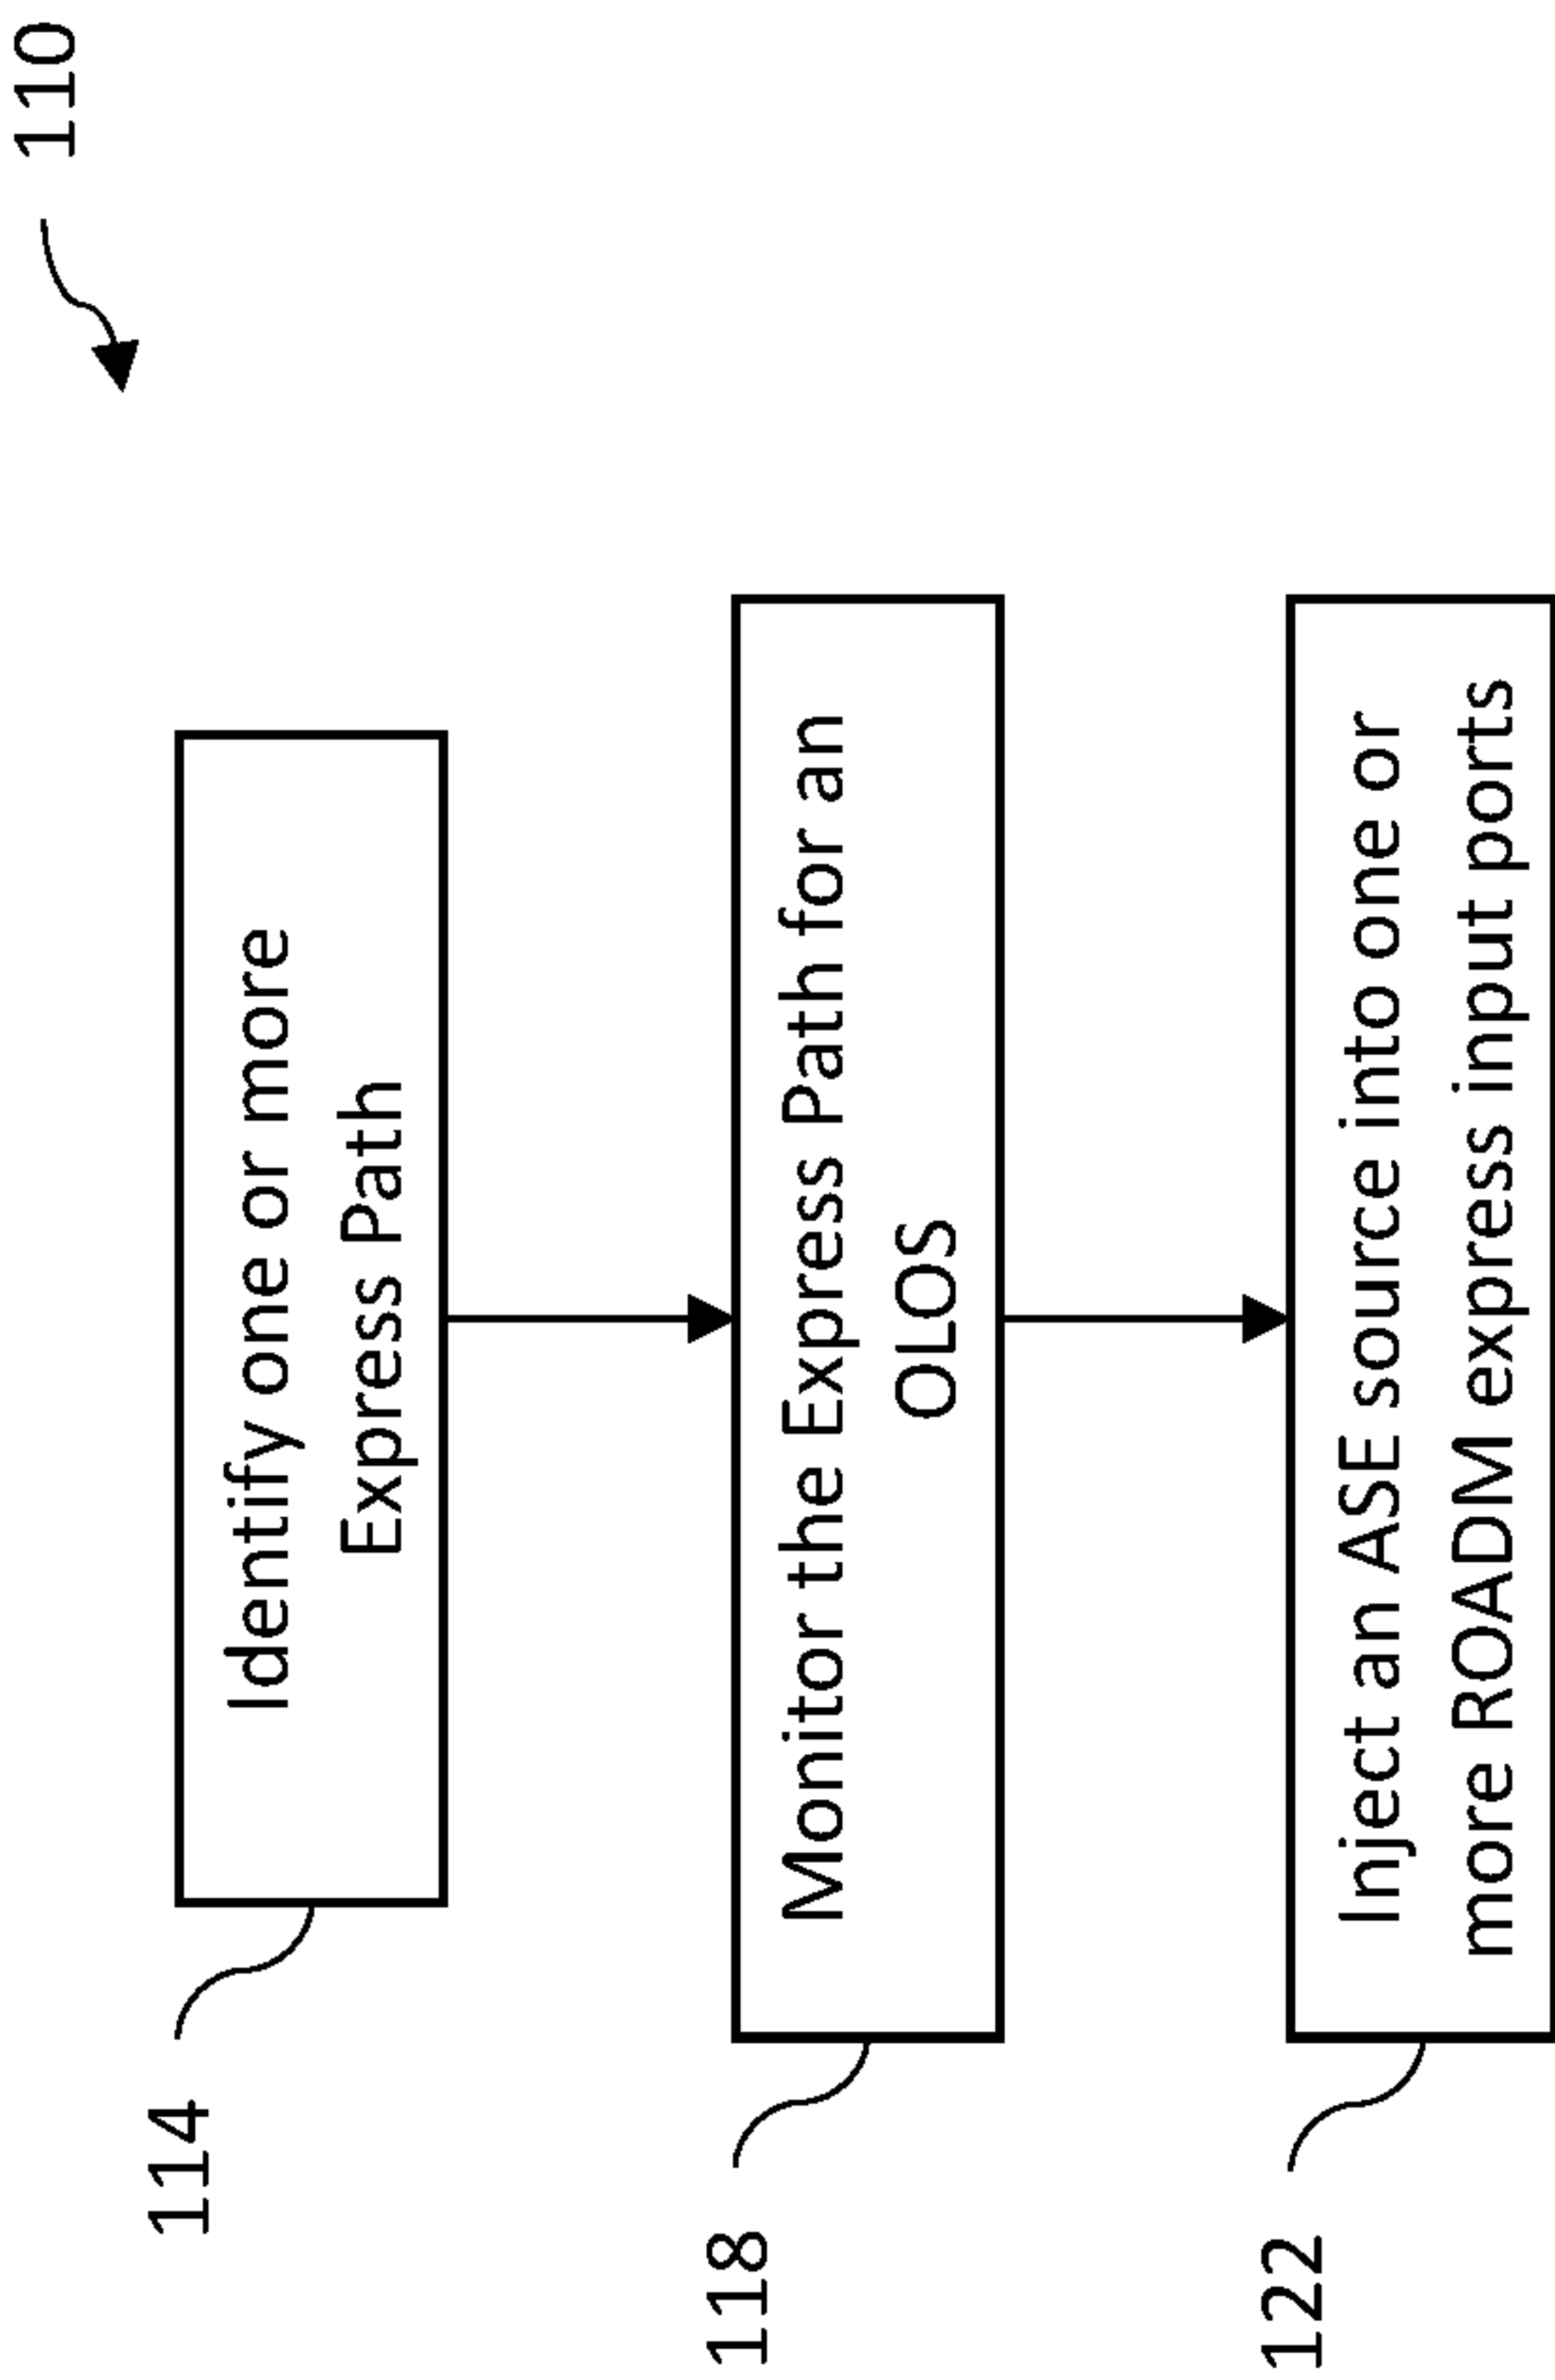 110
114
Identify one or more
Express Path
118
Monitor the Express Path for an
OLOS
122
Inject an ASE source into one or
more ROADM express input ports